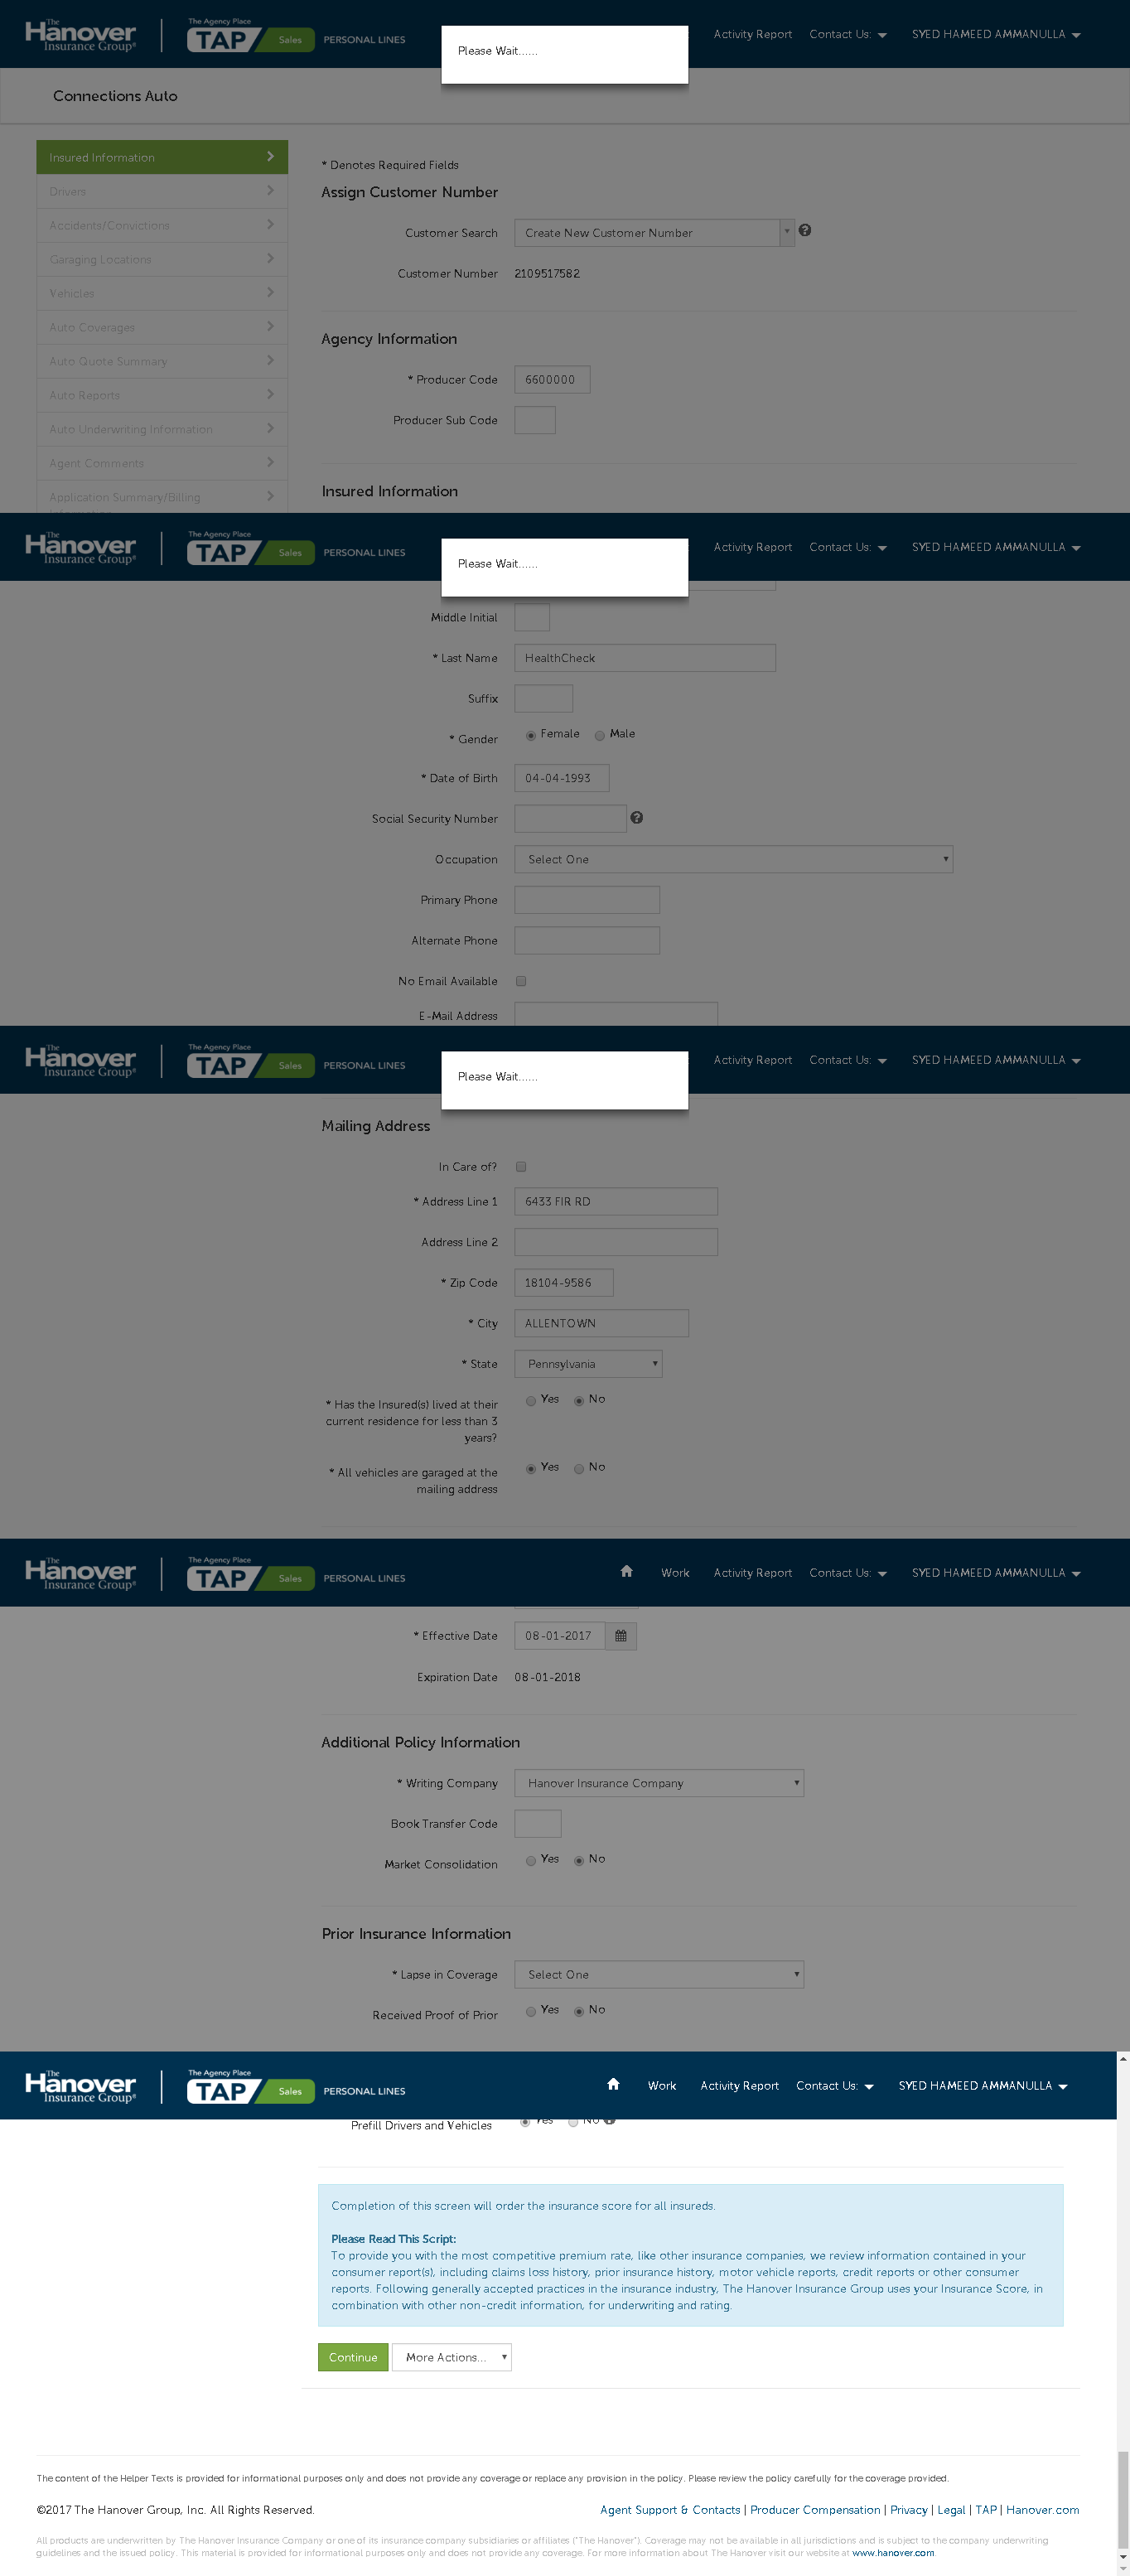 The Hanover Insurance Group®
The Agency Place
TAP Sales PERSONAL LINES
Please Wait......
Activity Report Contact Us: SYED HAMEED AMMANULLA
Connections Auto
Insured Information
Drivers
Accidents/Convictions
Garaging Locations
Vehicles
Auto Coverages
Auto Quote Summary
Auto Reports
Auto Underwriting Information
Agent Comments
Application Summary/Billing
* Denotes Required Fields
Assign Customer Number
Customer Search Create New Customer Number
Customer Number 2109517582
Agency Information
* Producer Code 6600000
Producer Sub Code
Insured Information
The Hanover Insurance Group®
The Agency Place
TAP Sales PERSONAL LINES
Please Wait......
Activity Report Contact Us: SYED HAMEED AMMANULLA
Middle Initial
* Last Name HealthCheck
Suffix
* Gender Female Male
* Date of Birth 04-04-1993
Social Security Number
Occupation Select One
Primary Phone
Alternate Phone
No Email Available
E-Mail Address
The Hanover Insurance Group®
The Agency Place
TAP Sales PERSONAL LINES
Please Wait......
Activity Report Contact Us: SYED HAMEED AMMANULLA
Mailing Address
In Care of?
* Address Line 1 6433 FIR RD
Address Line 2
* Zip Code 18104-9586
* City ALLENTOWN
* State Pennsylvania
* Has the Insured(s) lived at their Yes No
current residence for less than 3
years?
* All vehicles are garaged at the Yes No
mailing address
The Hanover Insurance Group®
The Agency Place
TAP Sales PERSONAL LINES
Work Activity Report Contact Us: SYED HAMEED AMMANULLA
* Effective Date 08-01-2017
Expiration Date 08-01-2018
Additional Policy Information
* Writing Company Hanover Insurance Company
Book Transfer Code
Market Consolidation Yes No
Prior Insurance Information
* Lapse in Coverage Select One
Received Proof of Prior Yes No
The Hanover Insurance Group®
The Agency Place
TAP Sales PERSONAL LINES
Work Activity Report Contact Us: SYED HAMEED AMMANULLA
Prefill Drivers and Vehicles Yes No
Completion of this screen will order the insurance score for all insureds.
Please Read This Script:
To provide you with the most competitive premium rate, like other insurance companies, we review information contained in your
consumer report(s), including claims loss history, prior insurance history, motor vehicle reports, credit reports or other consumer
reports. Following generally accepted practices in the insurance industry, The Hanover Insurance Group uses your Insurance Score, in
combination with other non-credit information, for underwriting and rating.
Continue More Actions...
The content of the Helper Texts is provided for informational purposes only and does not provide any coverage or replace any provision in the policy. Please review the policy carefully for the coverage provided.
©2017 The Hanover Group, Inc. All Rights Reserved.
Agent Support & Contacts | Producer Compensation | Privacy | Legal | TAP | Hanover.com
All products are underwritten by The Hanover Insurance Company or one of its insurance company subsidiaries or affiliates ("The Hanover"). Coverage may not be available in all jurisdictions and is subject to the company underwriting
guidelines and the issued policy. This material is provided for informational purposes only and does not provide any coverage. For more information about The Hanover visit our website at www.hanover.com.